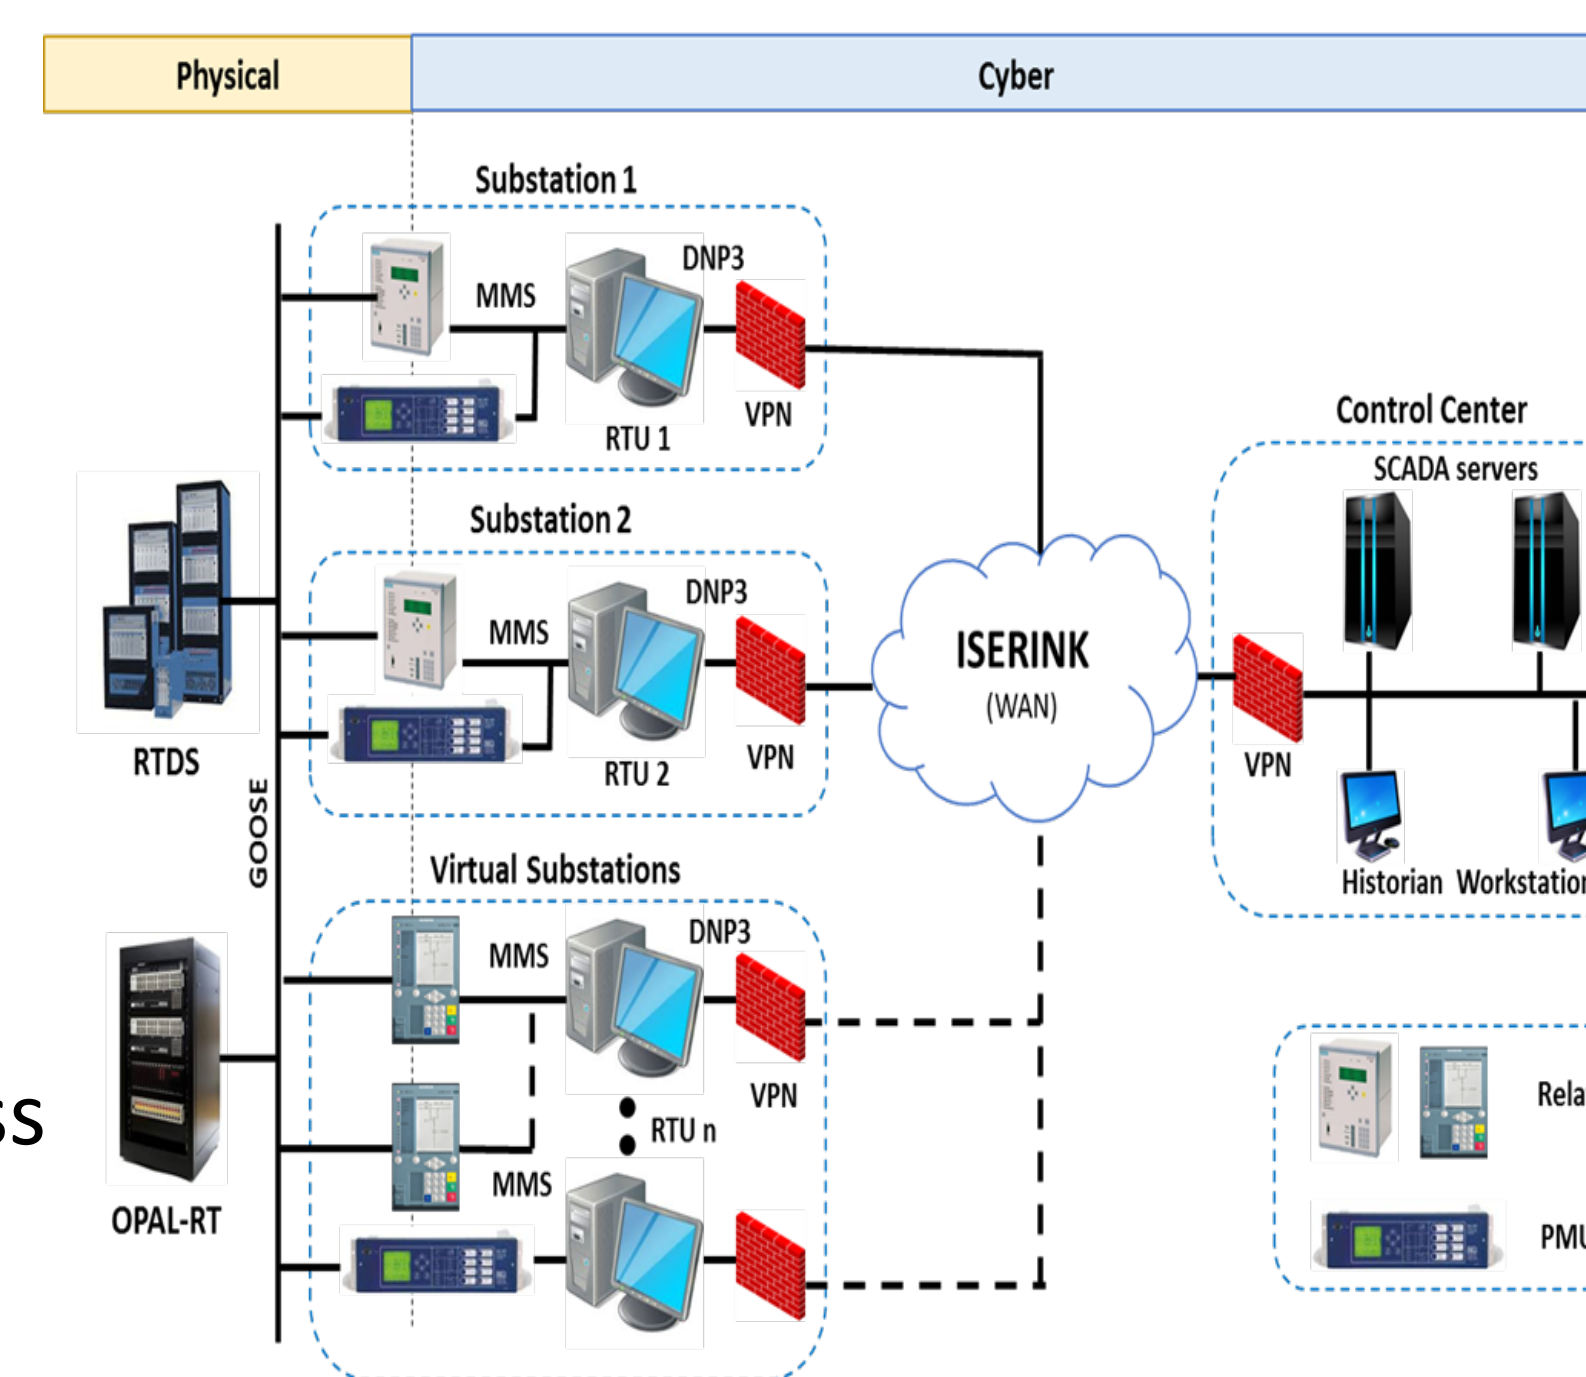 Physical
Cyber
Substation 1
DNP3
MMS
VPN
RTU 1
Control Center
SCADA servers
Substation 2
DNP3
MMS
ISERINK
(WAN)
VPN
RTU 2
RTDS
VPN
GOOSE
Historian
Virtual Substations
DNP3
MMS
VPN
RTU n
MMS
OPAL-RT